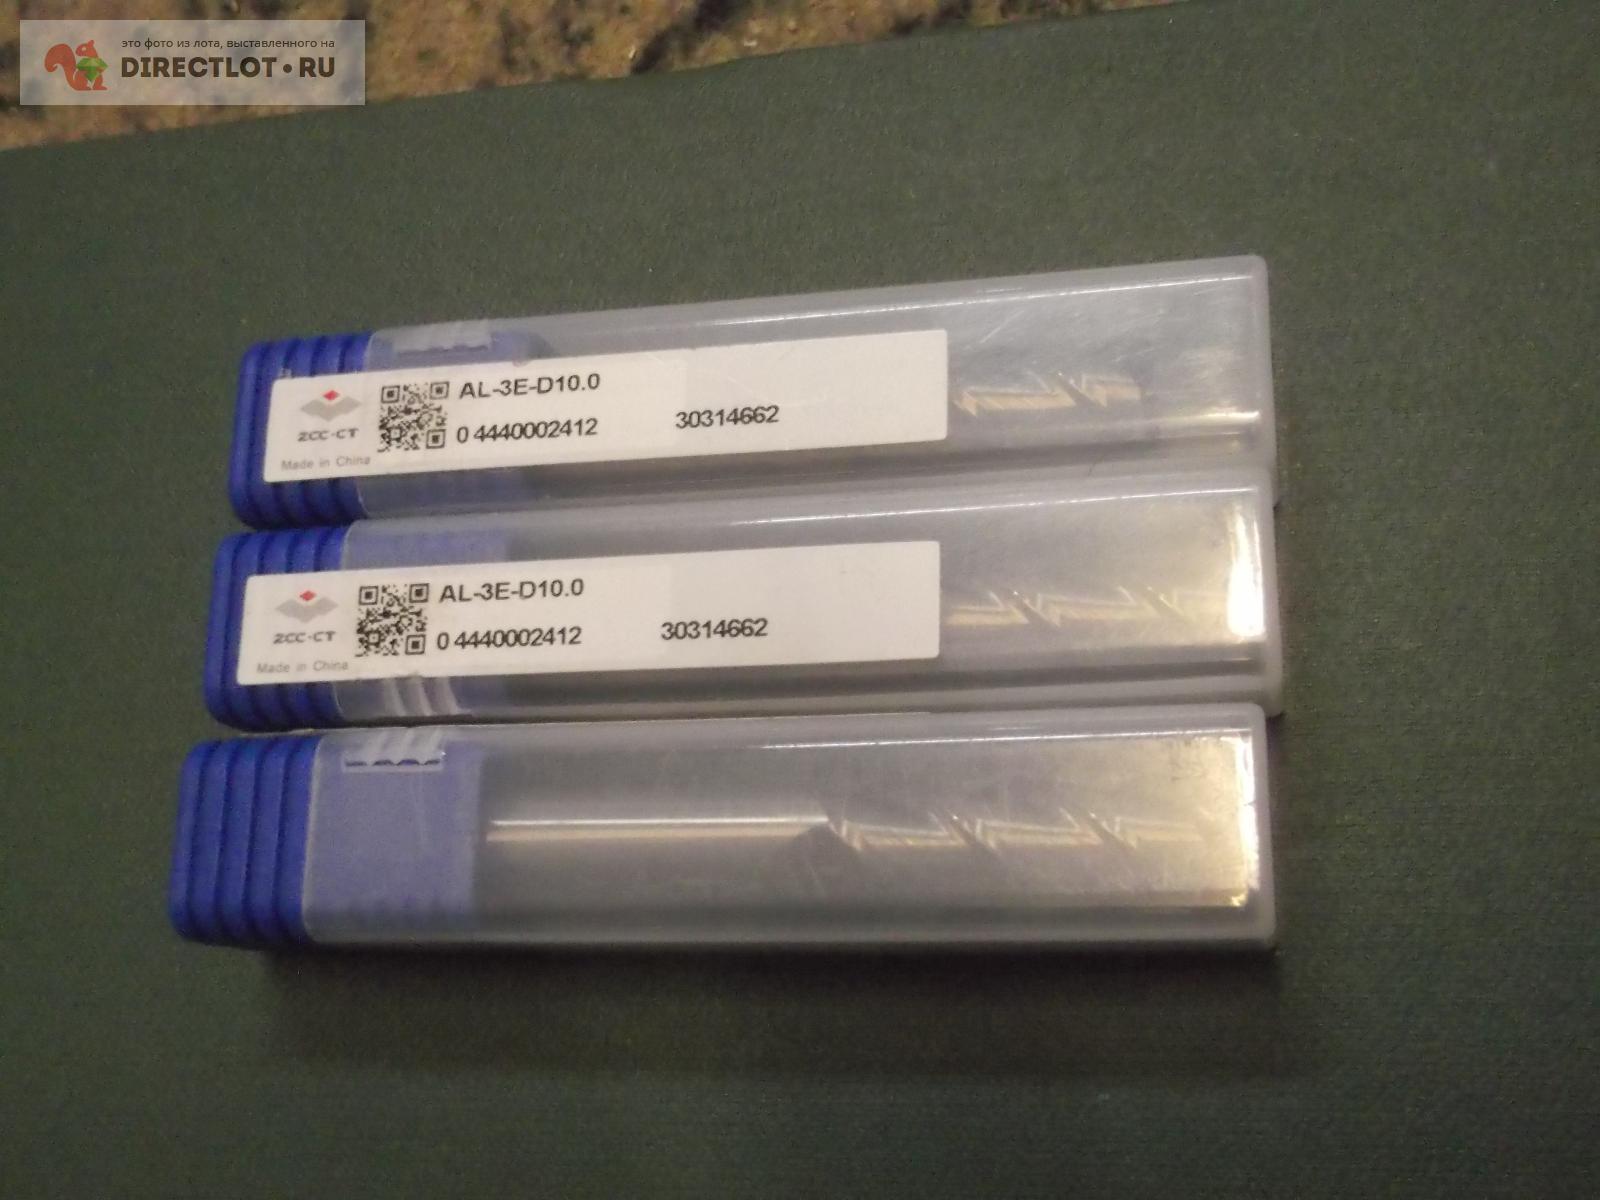 это фото из лота, выставленного на
DIRECTLOT.RU
AL-3E-D10.0
0 4440002412 30314662
ZCC-CT
Made in China
AL-3E-D10.0
0 4440002412 30314662
ZCC-CT
Made in China